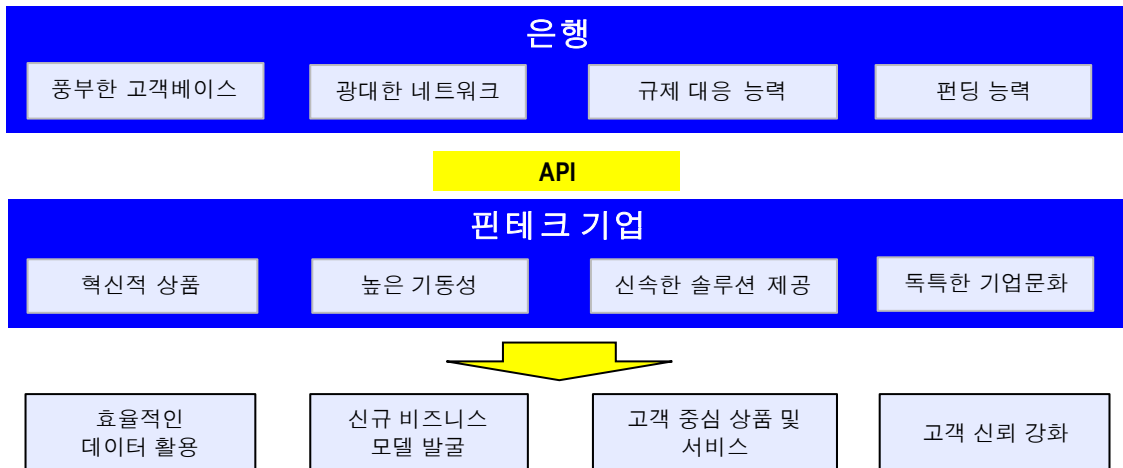 은행
풍부한 고객베이스
광대한 네트워크
규제 대응 능력
펀딩 능력
API
핀테크 기업
혁신적 상품
높은 기동성
신속한 솔루션 제공
독특한 기업문화
효율적인
데이터 활용
신규 비즈니스
모델 발굴
고객 중심 상품 및
서비스
고객 신뢰 강화